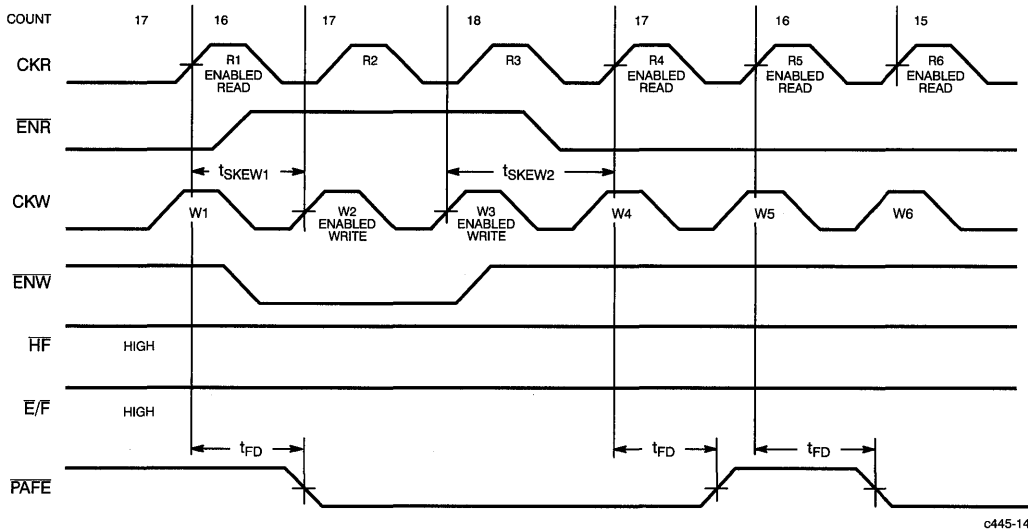 COUNT 17 16 17 18 17 16 15
CKR R1 R2 R3 R4 R5 R6
ENABLED READ ENABLED READ ENABLED READ ENABLED READ
ENR
tSKEW1 tSKEW2
CKW W1 W2 W3 W4 W5 W6
ENABLED WRITE ENABLED WRITE
ENW
HF HIGH
E/F HIGH
tFD tFD tFD
PAFE
c445-14